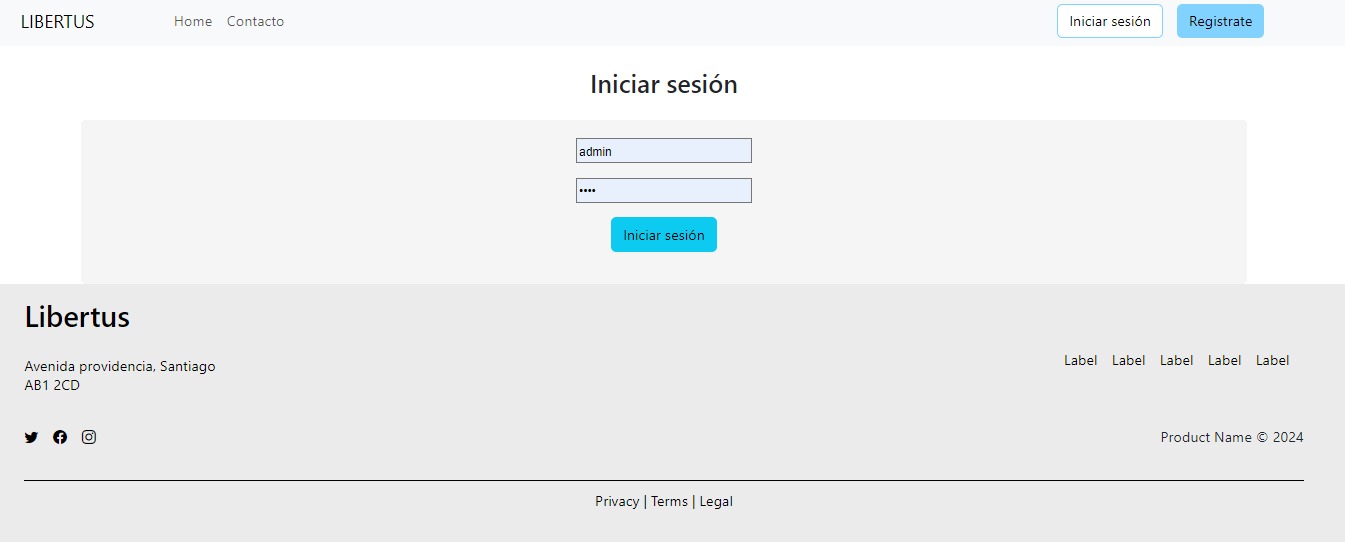 LIBERTUS Home Contacto Iniciar sesión Registrate
Iniciar sesión
admin
••••
Iniciar sesión
Libertus
Avenida providencia, Santiago
AB1 2CD
Label Label Label Label Label
Product Name © 2024
Privacy | Terms | Legal